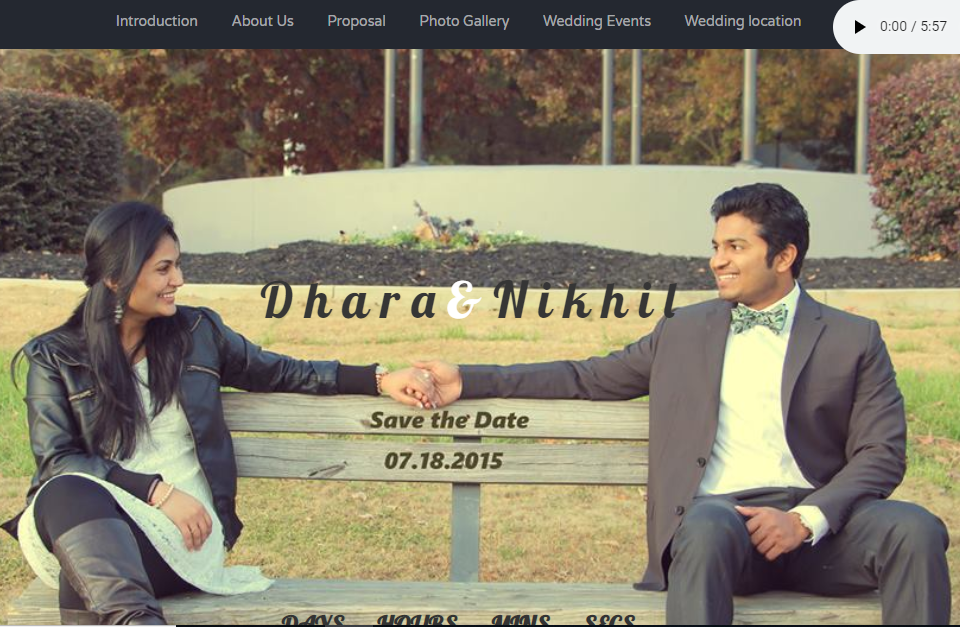 Introduction About Us Proposal Photo Gallery Wedding Events Wedding location 0:00 / 5:57
Dhara & Nikhil
Save the Date
07.18.2015
DAYS HOURS MINS SECS